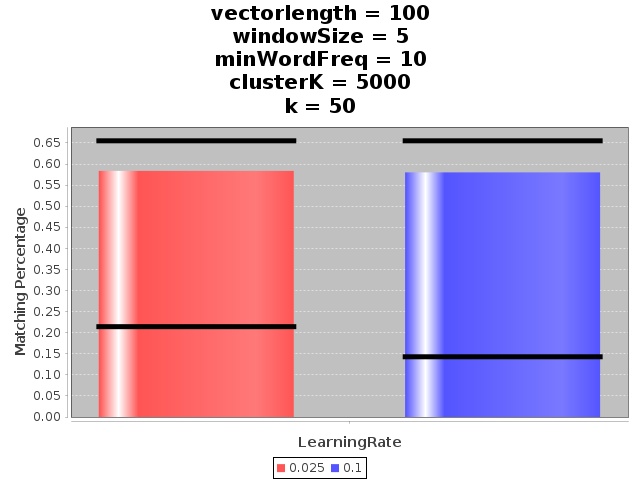 vectorlength = 100
windowSize = 5
minWordFreq = 10
clusterK = 5000
k = 50
Matching Percentage
0.65
0.60
0.55
0.50
0.45
0.40
0.35
0.30
0.25
0.20
0.15
0.10
0.05
0.00
LearningRate
0.025 0.1